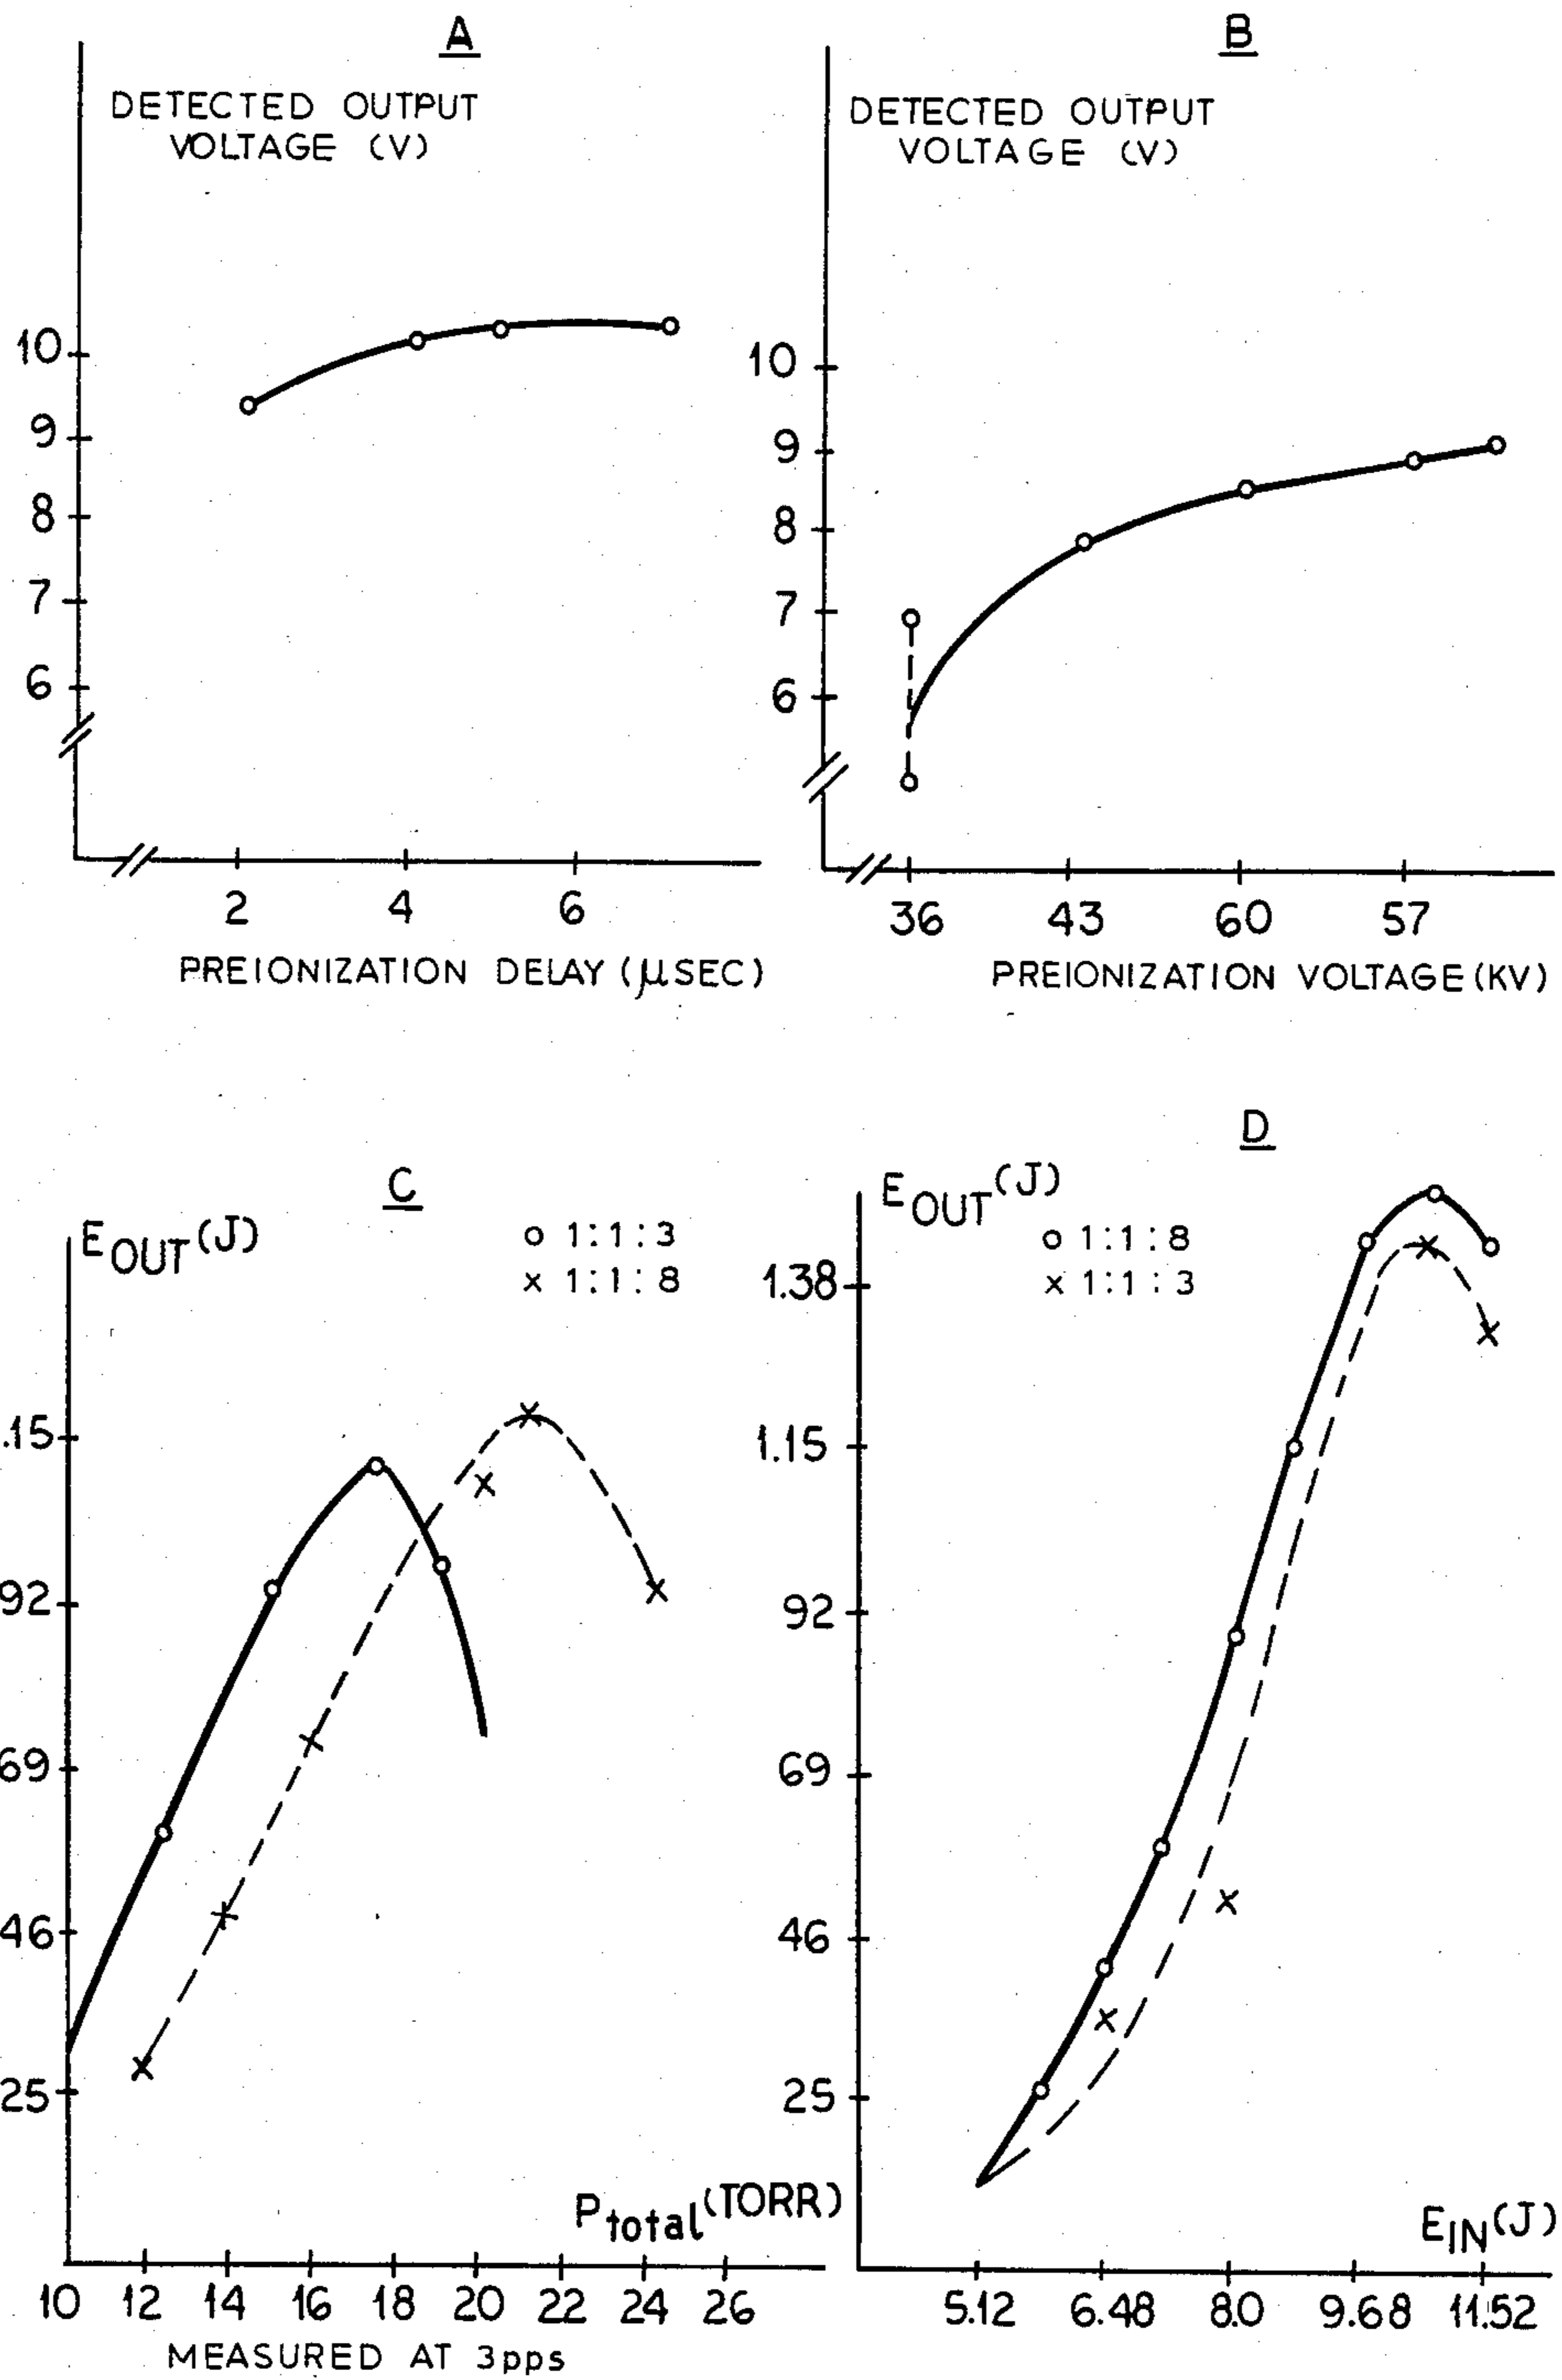 A
DETECTED OUTPUT
VOLTAGE (V)
10
9
8
7
6
2 4 6
PREIONIZATION DELAY (μSEC)
B
DETECTED OUTPUT
VOLTAGE (V)
10
9
8
7
6
36 43 60 57
PREIONIZATION VOLTAGE (KV)
C
EOUT(J)
o 1:1:3
x 1:1:8
.15
92
69
46
25
Ptotal(TORR)
10 12 14 16 18 20 22 24 26
MEASURED AT 3pps
D
EOUT(J)
o 1:1:8
x 1:1:3
1.38
1.15
92
69
46
25
EIN(J)
5.12 6.48 8.0 9.68 11.52